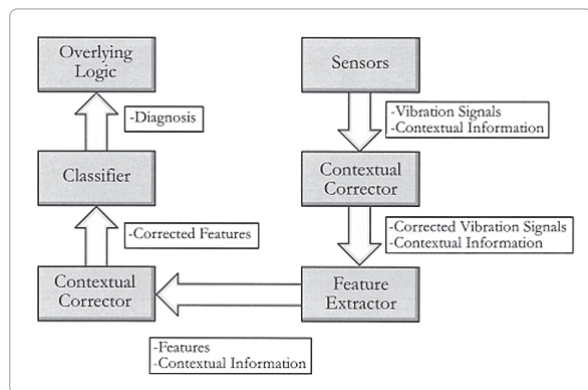 Overlying
Logic
Sensors
-Diagnosis
-Vibration Signals
-Contextual Information
Classifier
Contextual
Corrector
-Corrected Features
-Corrected Vibration Signals
-Contextual Information
Contextual
Corrector
Feature
Extractor
-Features
-Contextual Information